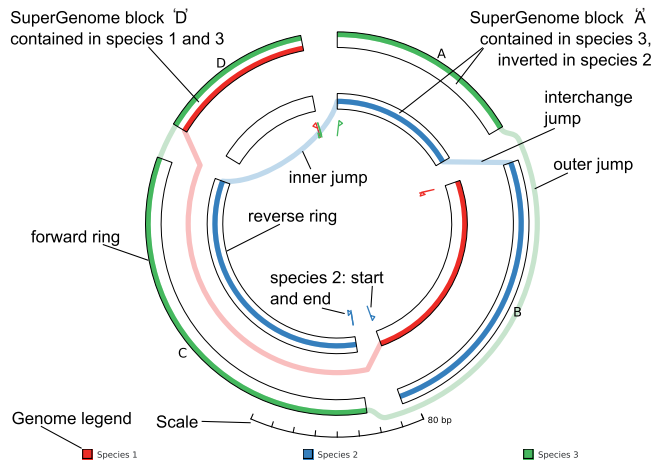 SuperGenome block ‘D’
contained in species 1 and 3
SuperGenome block ‘A’
contained in species 3,
inverted in species 2
D
A
interchange
jump
outer jump
inner jump
reverse ring
forward ring
species 2: start
and end
B
C
Genome legend
Scale
80 bp
Species 1
Species 2
Species 3